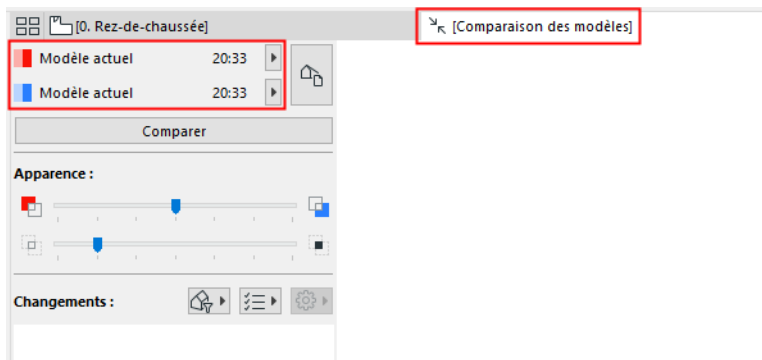 [0. Rez-de-chaussée]
[Comparaison des modèles]
Modèle actuel 20:33
Modèle actuel 20:33
Comparer
Apparence :
Changements :